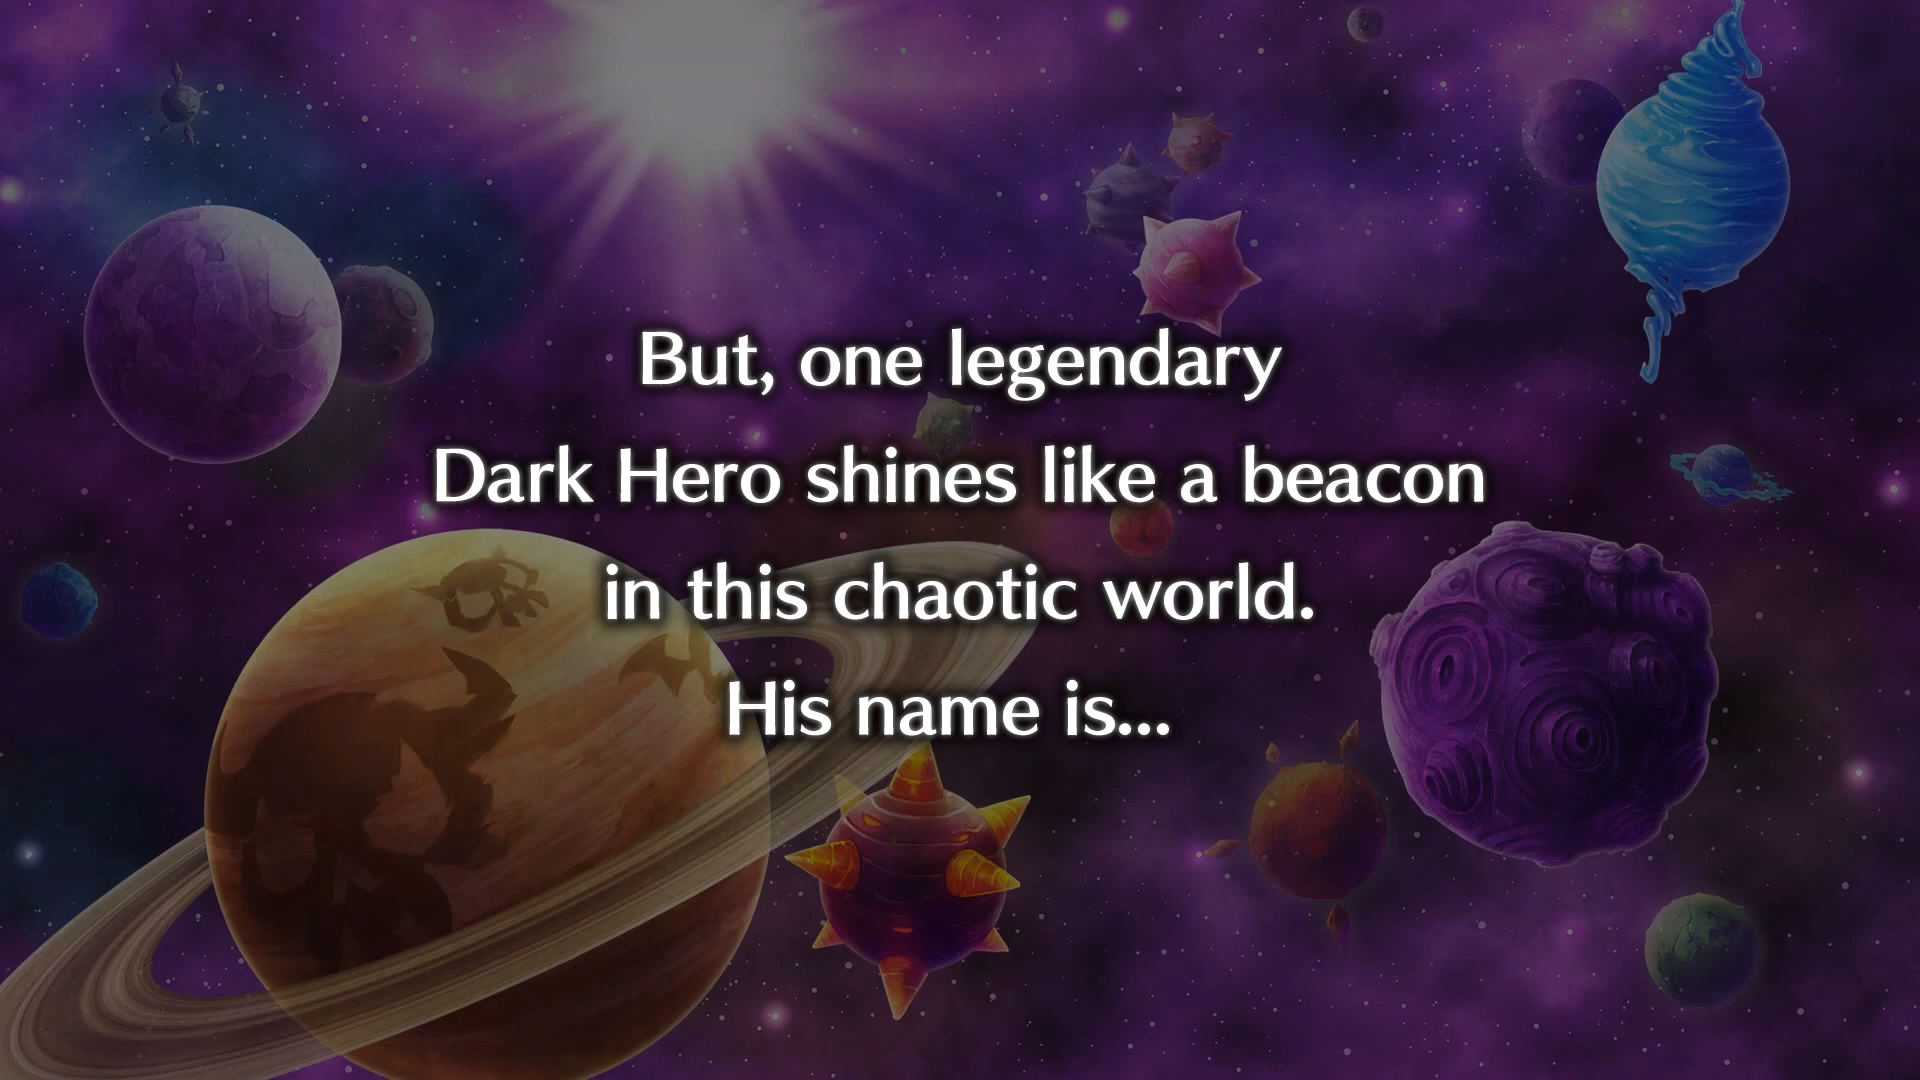 But, one legendary
Dark Hero shines like a beacon
in this chaotic world.
His name is...